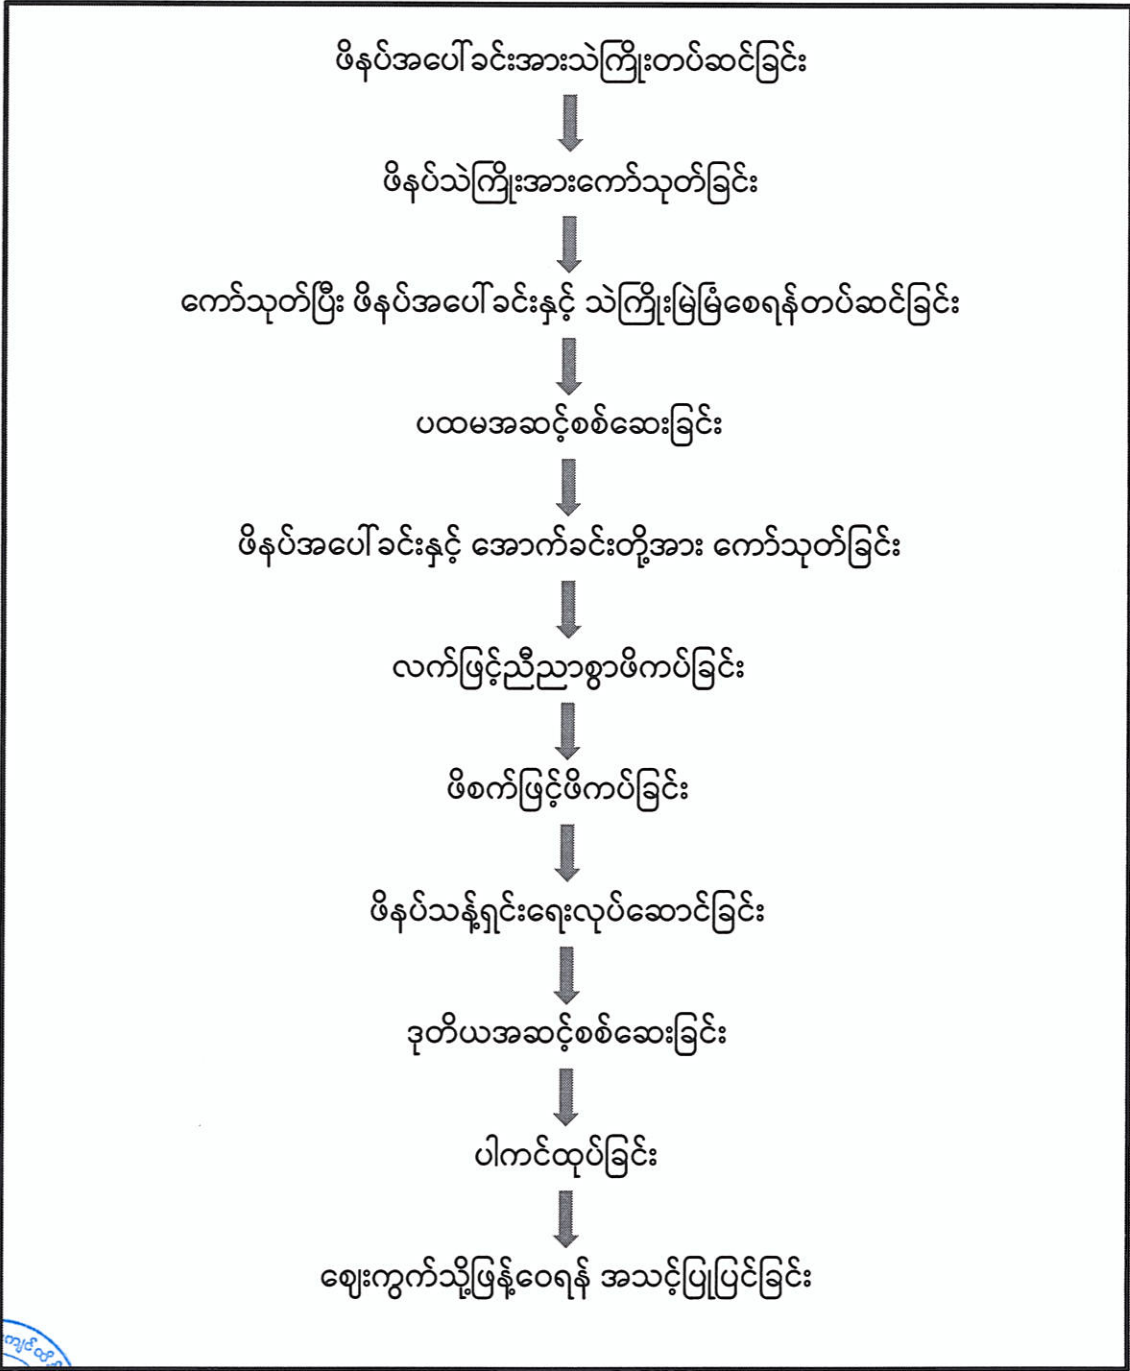 ဖိနပ်အပေါ်ခင်းအားသဲကြိုးတပ်ဆင်ခြင်း
ဖိနပ်သဲကြိုးအားကော်သုတ်ခြင်း
ကော်သုတ်ပြီး ဖိနပ်အပေါ်ခင်းနှင့် သဲကြိုးမြဲမြံစေရန်တပ်ဆင်ခြင်း
ပထမအဆင့်စစ်ဆေးခြင်း
ဖိနပ်အပေါ်ခင်းနှင့် အောက်ခင်းတို့အား ကော်သုတ်ခြင်း
လက်ဖြင့်ညီညာစွာဖိကပ်ခြင်း
ဖိစက်ဖြင့်ဖိကပ်ခြင်း
ဖိနပ်သန့်ရှင်းရေးလုပ်ဆောင်ခြင်း
ဒုတိယအဆင့်စစ်ဆေးခြင်း
ပါကင်ထုပ်ခြင်း
ဈေးကွက်သို့ဖြန့်ဝေရန် အသင့်ပြုပြင်ခြင်း